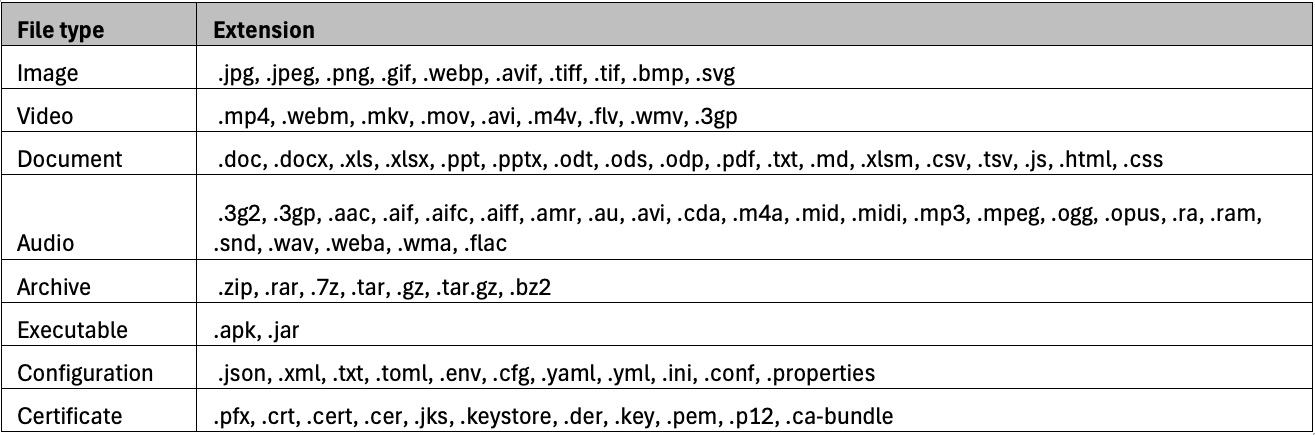 File type Extension
Image .jpg, .jpeg, .png, .gif, .webp, .avif, .tiff, .tif, .bmp, .svg
Video .mp4, .webm, .mkv, .mov, .avi, .m4v, .flv, .wmv, .3gp
Document .doc, .docx, .xls, .xlsx, .ppt, .pptx, .odt, .ods, .odp, .pdf, .txt, .md, .xlsm, .csv, .tsv, .js, .html, .css
.3g2, .3gp, .aac, .aif, .aifc, .aiff, .amr, .au, .avi, .cda, .m4a, .mid, .midi, .mp3, .mpeg, .ogg, .opus, .ra, .ram,
Audio .snd, .wav, .weba, .wma, .flac
Archive .zip, .rar, .7z, .tar, .gz, .tar.gz, .bz2
Executable .apk, .jar
Configuration .json, .xml, .txt, .toml, .env, .cfg, .yaml, .yml, .ini, .conf, .properties
Certificate .pfx, .crt, .cert, .cer, .jks, .keystore, .der, .key, .pem, .p12, .ca-bundle